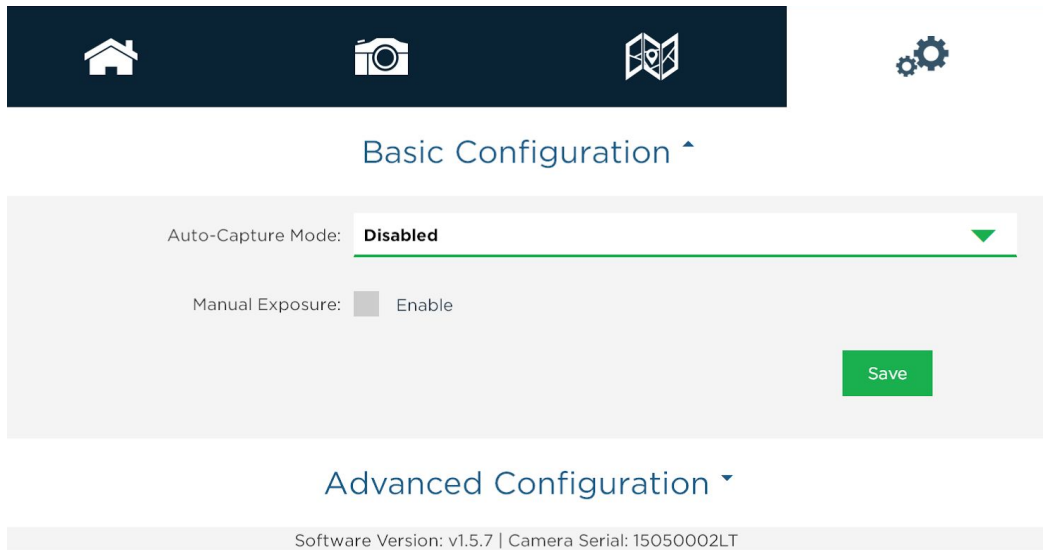 Basic Configuration
Auto-Capture Mode: Disabled
Manual Exposure: Enable
Save
Advanced Configuration
Software Version: v1.5.7 | Camera Serial: 15050002LT